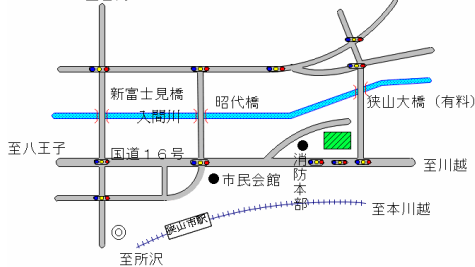 新富士見橋
昭代橋
狭山大橋（有料）
入間川
至八王子
国道１６号
消防本部
至川越
市民会館
狭山市駅
至本川越
至所沢